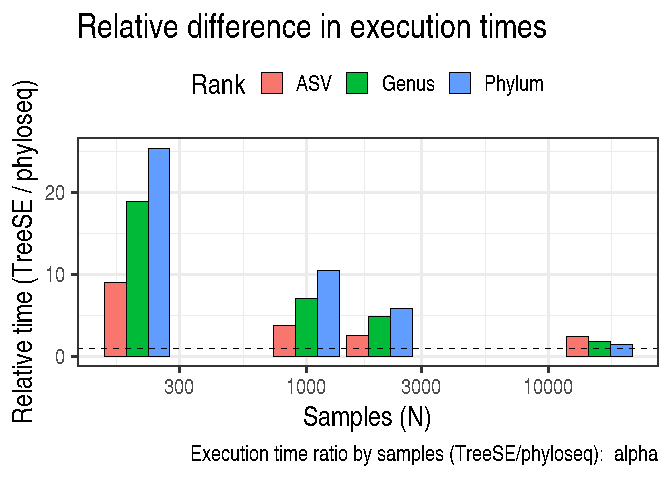 Relative difference in execution times
Rank ASV Genus Phylum
Relative time (TreeSE / phyloseq)
20
10
0
300 1000 3000 10000
Samples (N)
Execution time ratio by samples (TreeSE/phyloseq): alpha